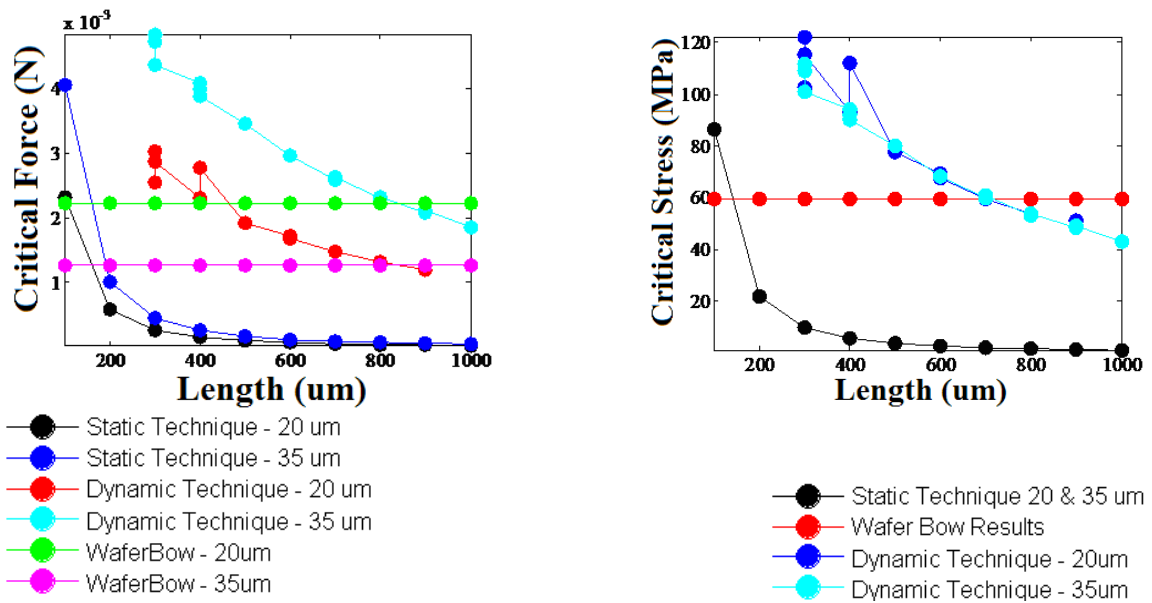 x 10⁻³
4
3
2
1
Critical Force (N)
200 400 600 800 1000
Length (um)
Static Technique - 20 um
Static Technique - 35 um
Dynamic Technique - 20 um
Dynamic Technique - 35 um
WaferBow - 20um
WaferBow - 35um
120
100
80
60
40
20
Critical Stress (MPa)
200 400 600 800 1000
Length (um)
Static Technique 20 & 35 um
Wafer Bow Results
Dynamic Technique - 20um
Dynamic Technique - 35um